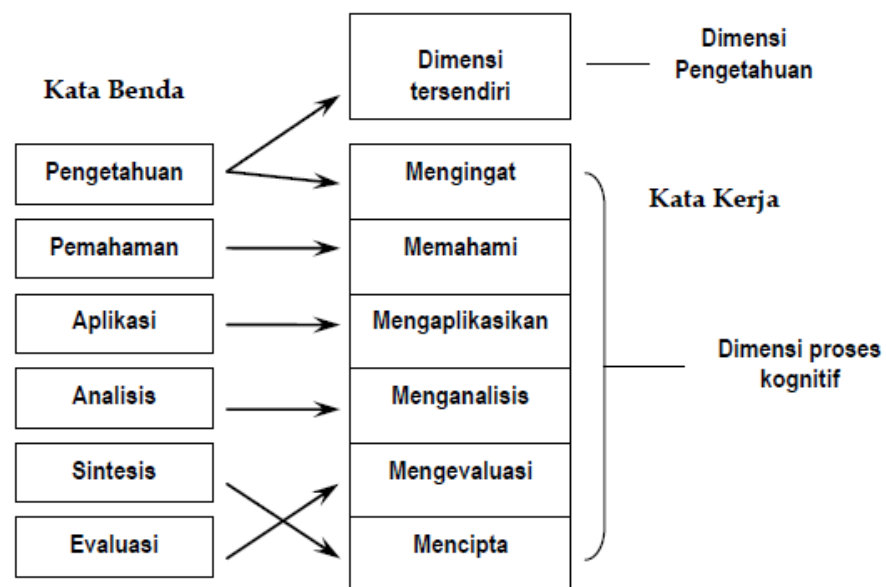 Dimensi
tersendiri
Dimensi
Pengetahuan
Kata Benda
Pengetahuan
Mengingat
Kata Kerja
Pemahaman
Memahami
Aplikasi
Mengaplikasikan
Dimensi proses
kognitif
Analisis
Menganalisis
Sintesis
Mengevaluasi
Evaluasi
Mencipta